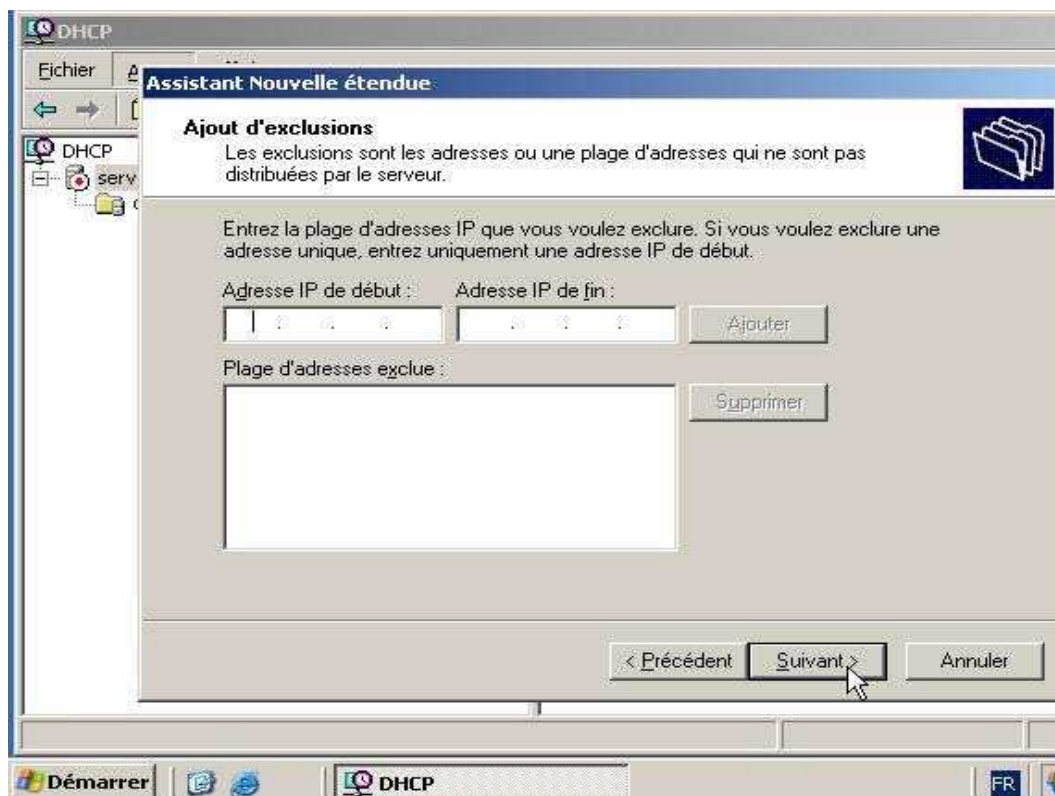 DHCP
Fichier
Assistant Nouvelle étendue
Ajout d'exclusions
Les exclusions sont les adresses ou une plage d'adresses qui ne sont pas
distribuées par le serveur.
DHCP
serv
Entrez la plage d'adresses IP que vous voulez exclure. Si vous voulez exclure une
adresse unique, entrez uniquement une adresse IP de début.
Adresse IP de début : Adresse IP de fin :
Ajouter
Plage d'adresses exclue :
Supprimer
< Précédent Suivant > Annuler
Démarrer DHCP FR